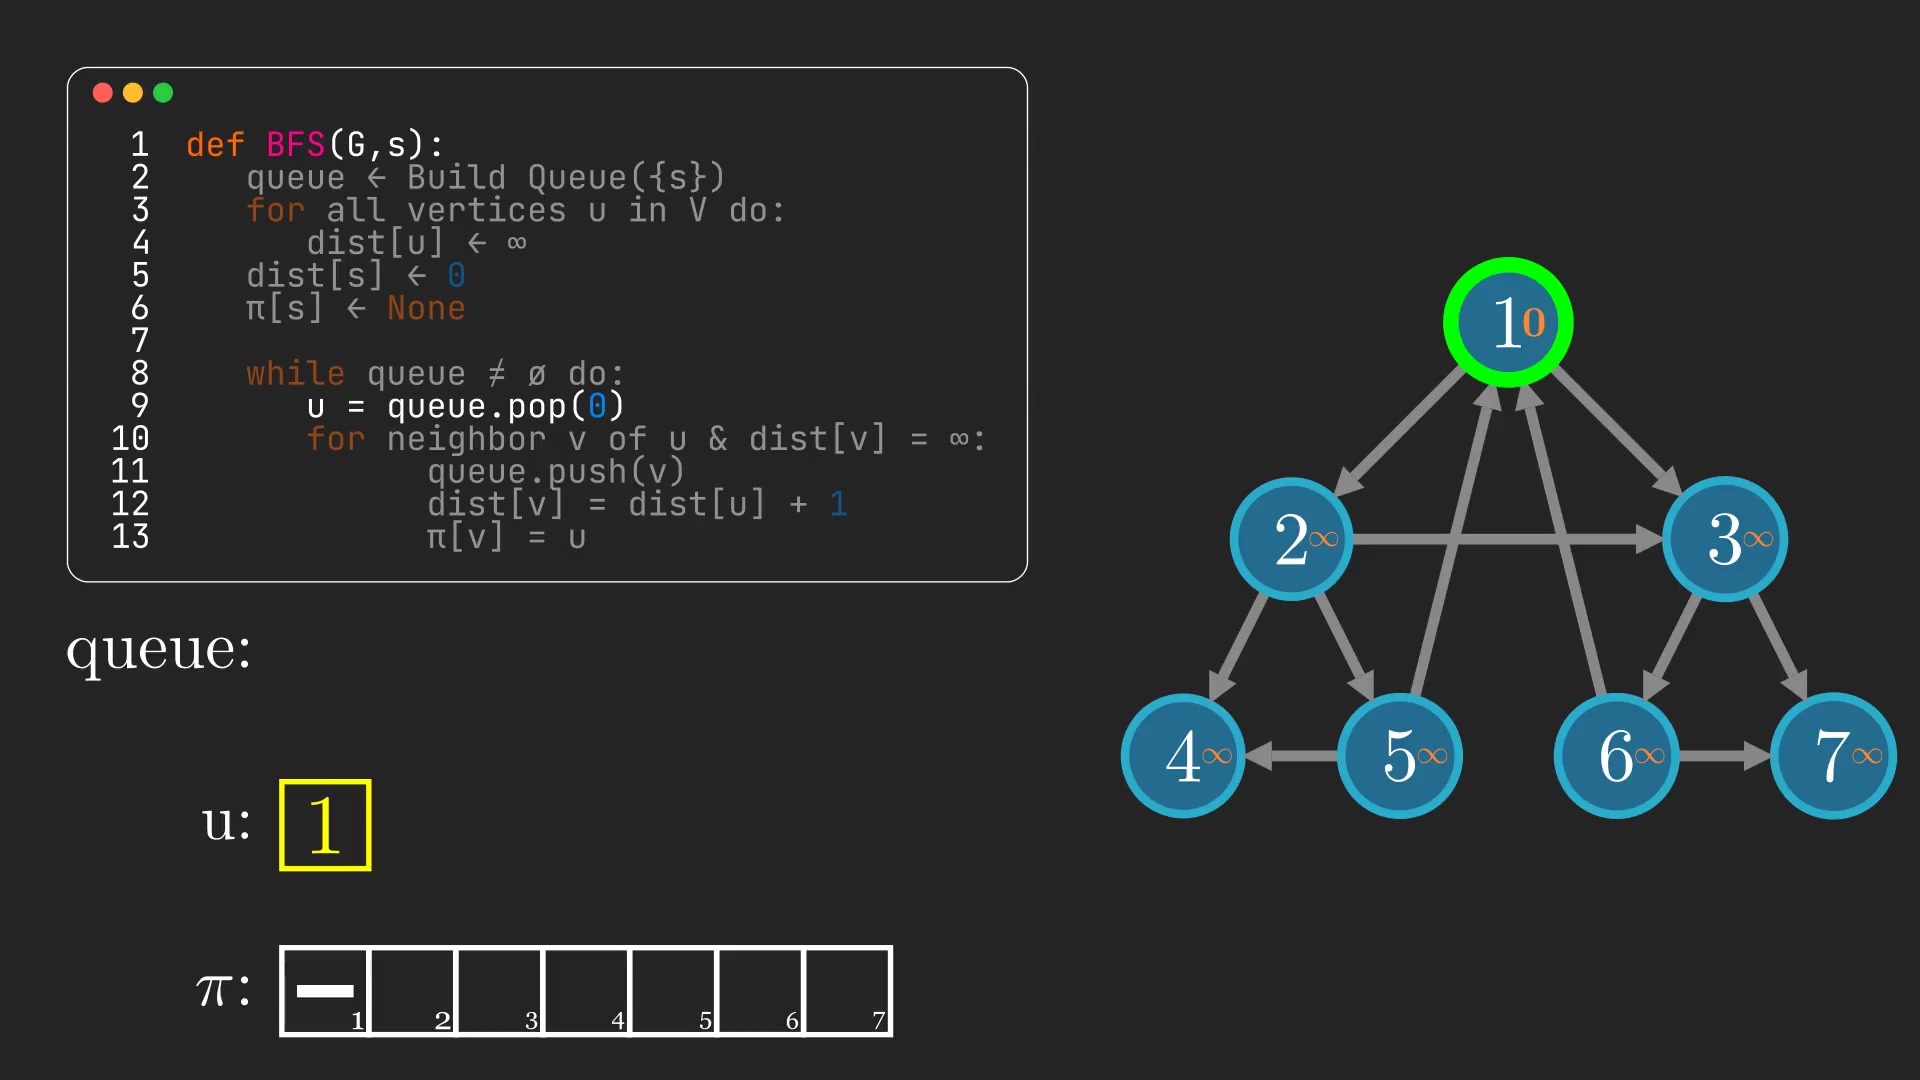 1 def BFS(G,s):
2 queue ← Build Queue({s})
3 for all vertices u in V do:
4 dist[u] ← ∞
5 dist[s] ← 0
6 π[s] ← None
7
8 while queue ≠ ø do:
9 u = queue.pop(0)
10 for neighbor v of u & dist[v] = ∞:
11 queue.push(v)
12 dist[v] = dist[u] + 1
13 π[v] = u
queue:
u: 1
π: –
1 2 3 4 5 6 7
1 0
2 ∞ 3 ∞
4 ∞ 5 ∞ 6 ∞ 7 ∞